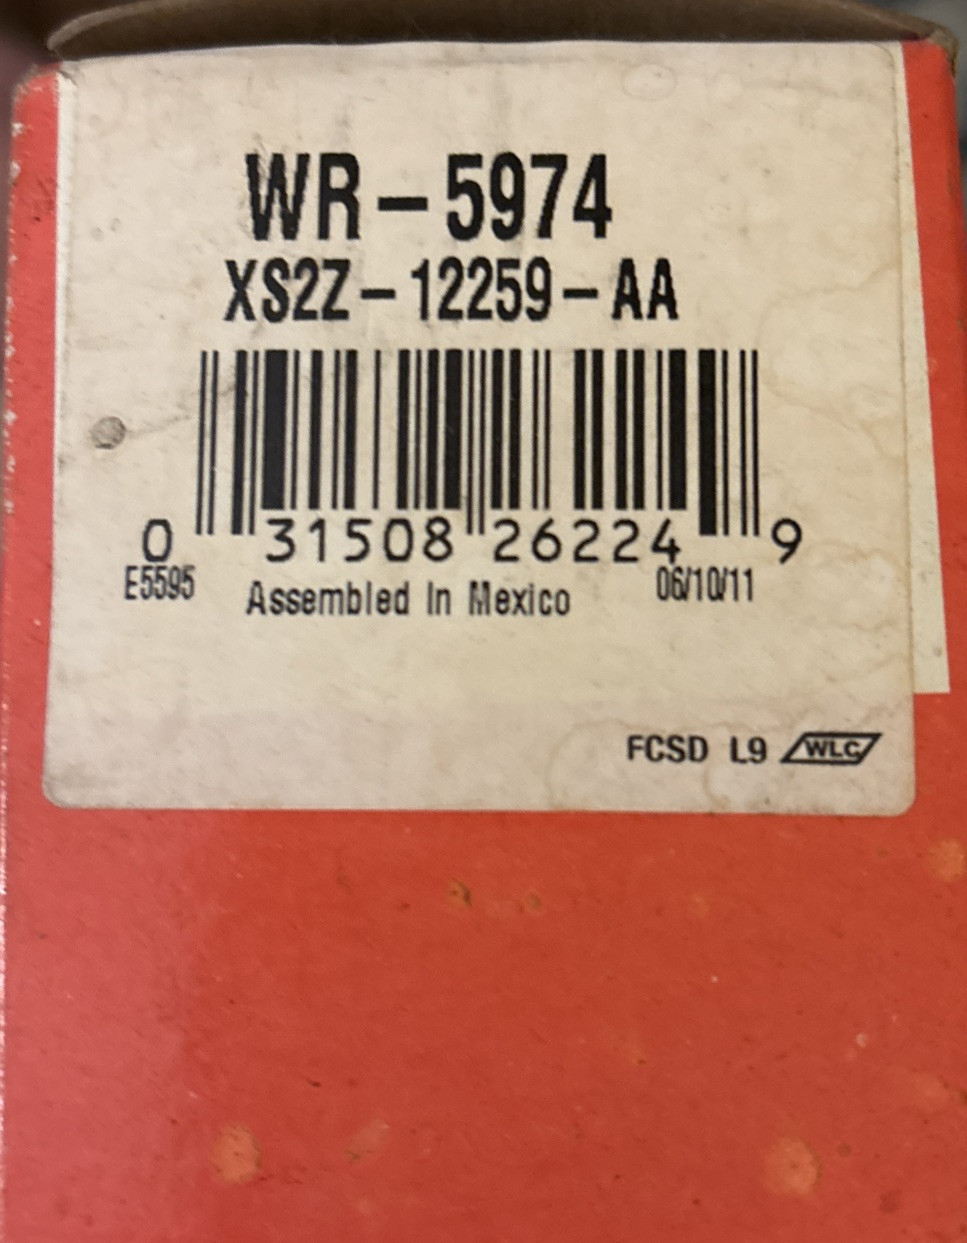 WR-5974
XS2Z-12259-AA
0 31508 26224 9
E5595 Assembled In Mexico 06/10/11
FCSD L9 WLC